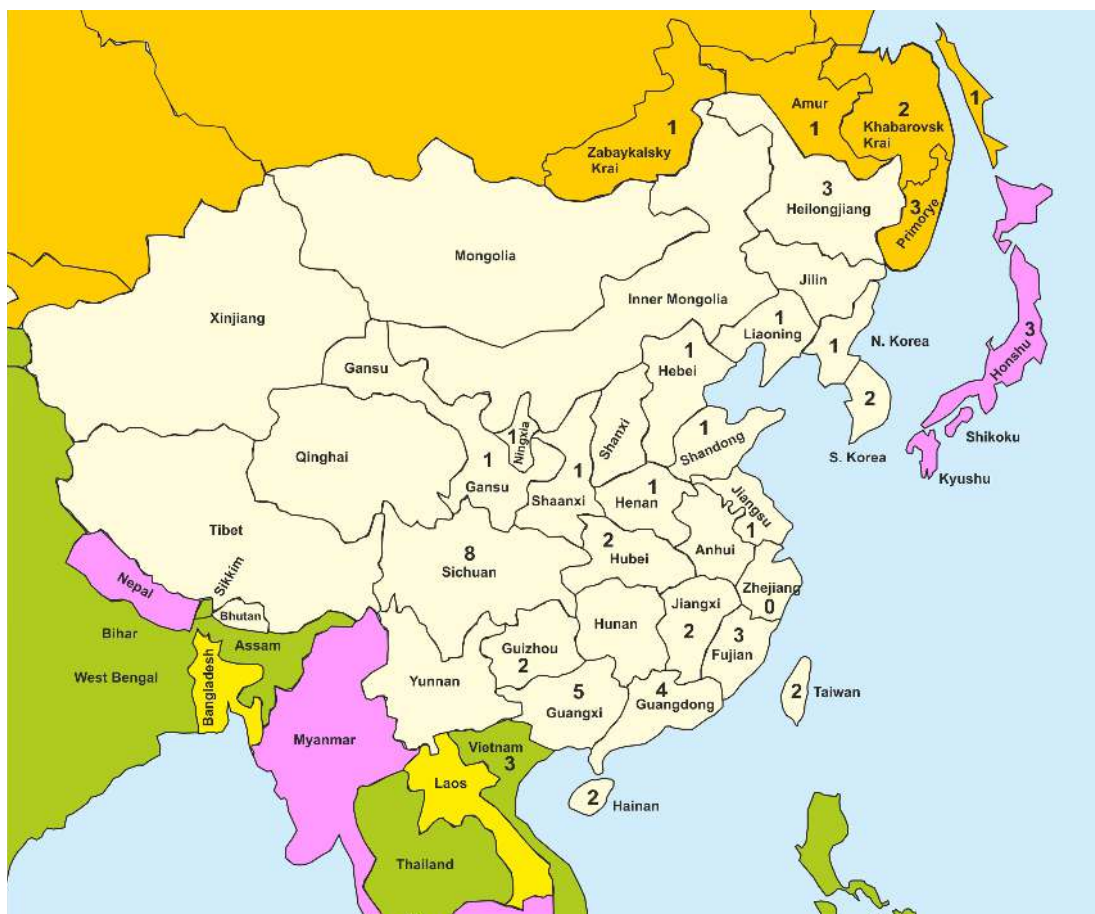 Amur
1
2
Khabarovsk
Krai
1
1
Zabaykalsky
Krai
3
Heilongjiang
3
Primorye
Mongolia
Jilin
Inner Mongolia
Xinjiang
1
Liaoning
N. Korea
1
3
Honshu
1
Hebei
Gansu
2
Shikoku
S. Korea
Kyushu
Shanxi
1
Shandong
1
Ningxia
Qinghai
1
Gansu
1
Shaanxi
1
Henan
Jiangsu
1
Tibet
2
Hubei
Anhui
8
Sichuan
Sikkim
Nepal
Bhutan
Zhejiang
0
Jiangxi
2
Hunan
3
Fujian
Bihar
Assam
Guizhou
2
West Bengal
Bangladesh
Yunnan
5
Guangxi
4
Guangdong
2
Taiwan
Myanmar
Vietnam
3
Laos
2
Hainan
Thailand